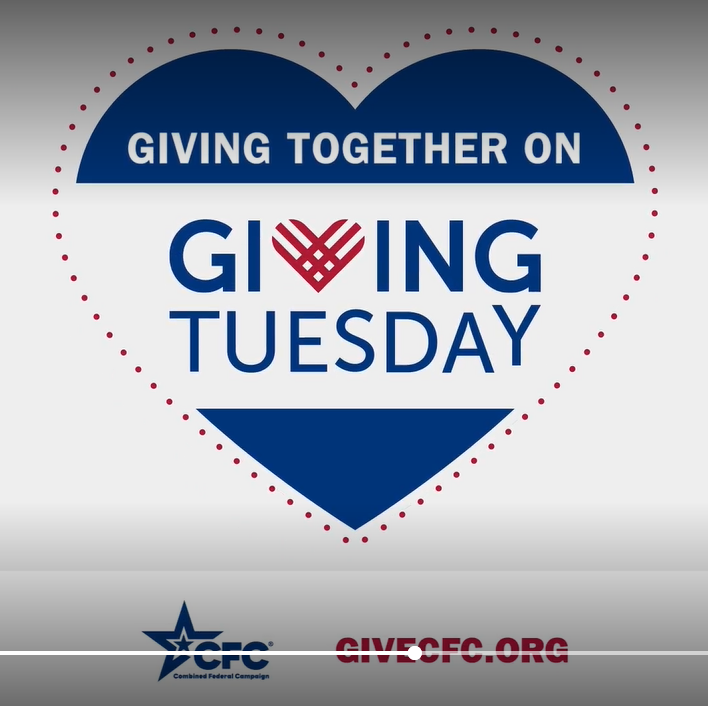 GIVING TOGETHER ON
GIVING
TUESDAY
CFC®
Combined Federal Campaign
GIVECFC.ORG